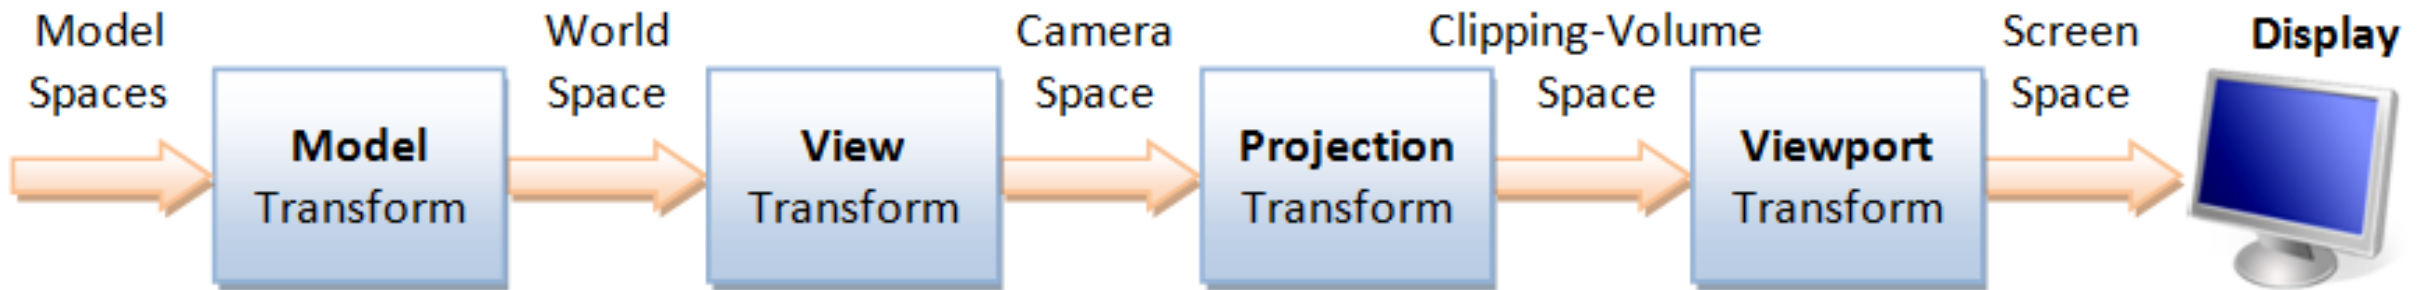 Model
Spaces
Model
Transform
World
Space
View
Transform
Camera
Space
Projection
Transform
Clipping-Volume
Space
Viewport
Transform
Screen
Space
Display